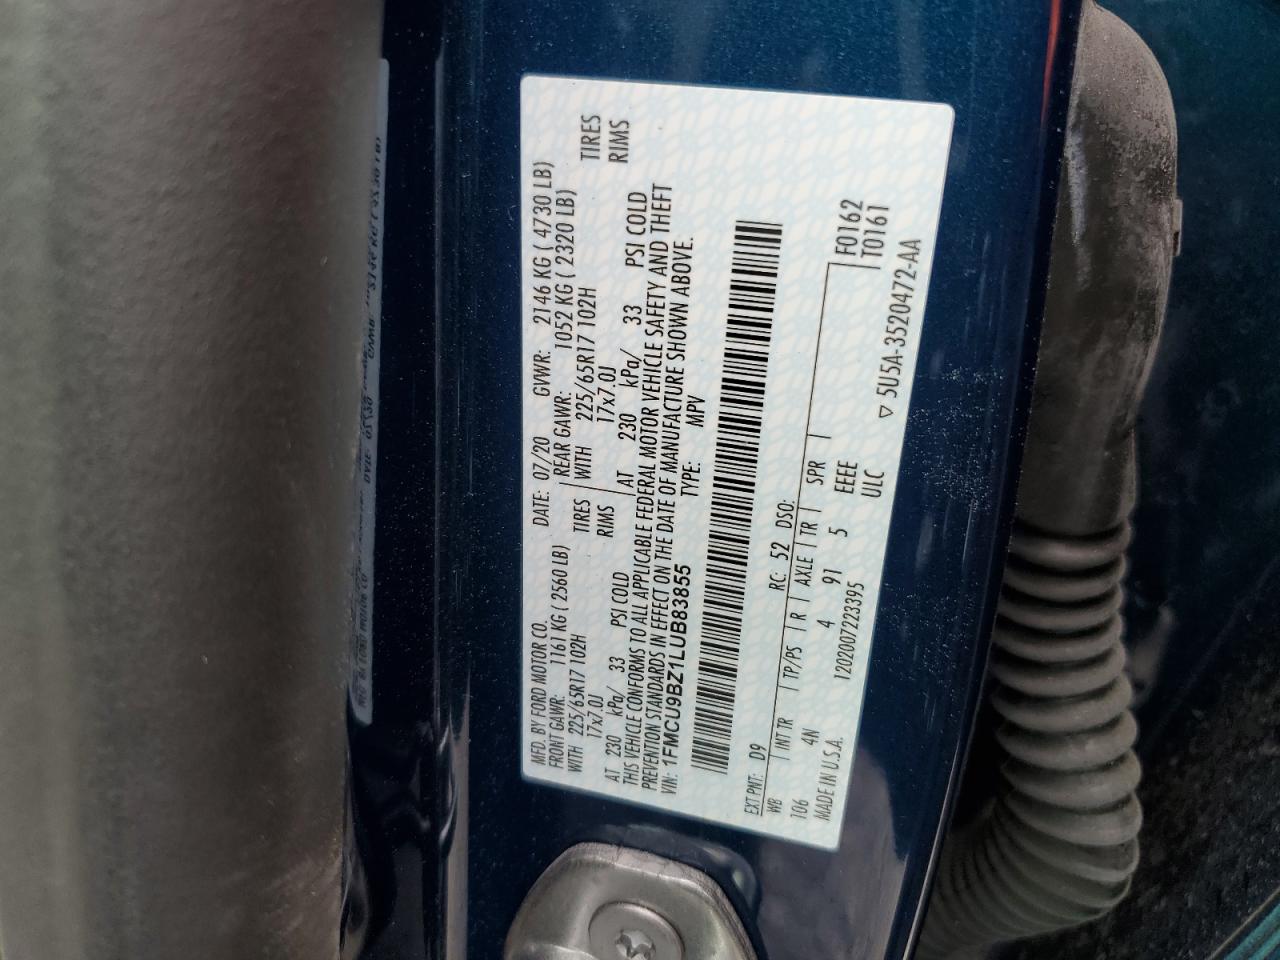 MFD. BY FORD MOTOR CO. DATE: 07/20 GVWR: 2146 KG ( 4730 LB)
FRONT GAWR: 1161 KG ( 2560 LB) REAR GAWR: 1052 KG ( 2320 LB)
WITH 225/65R17 102H TIRES WITH 225/65R17 102H TIRES
17x7.0J RIMS 17x7.0J RIMS
AT 230 kPa/ 33 PSI COLD AT 230 kPa/ 33 PSI COLD
THIS VEHICLE CONFORMS TO ALL APPLICABLE FEDERAL MOTOR VEHICLE SAFETY AND THEFT
PREVENTION STANDARDS IN EFFECT ON THE DATE OF MANUFACTURE SHOWN ABOVE.
VIN: 1FMCU9BZ1LUB83855 TYPE: MPV
EXT PNT: D9 RC: 52 DSO:
WB INT TR TP/PS R AXLE TR SPR F0162
106 4N 4 91 5 EEEE T0161
MADE IN U.S.A. 1202007223395 ULC
▽ 5U5A-3520472-AA